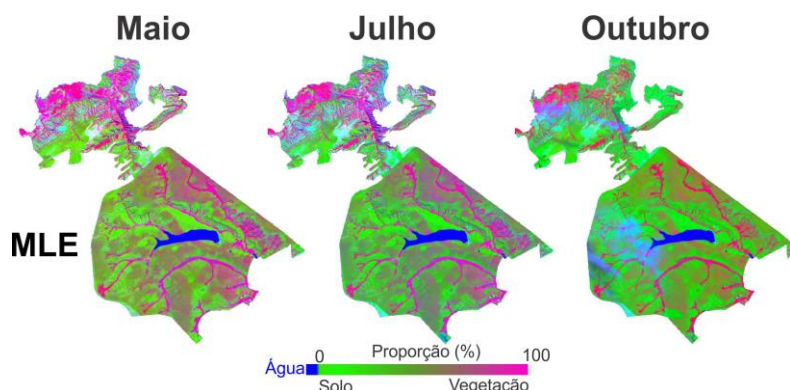 Maio Julho Outubro
MLE
0 Proporção (%) 100
Água
Solo Vegetação